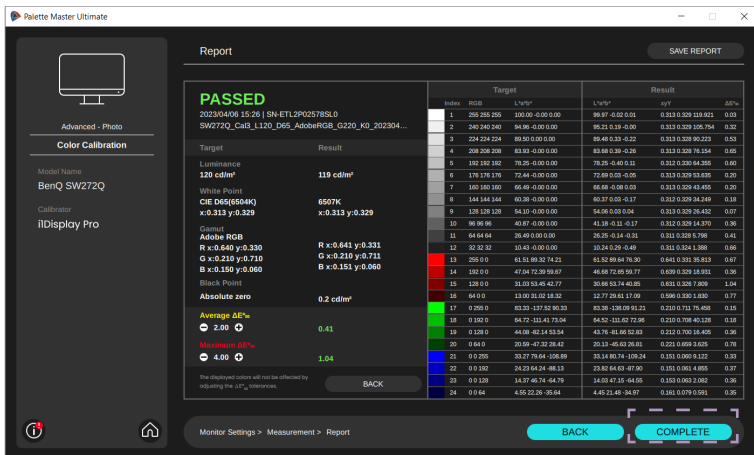 Palette Master Ultimate
Report
SAVE REPORT
Advanced - Photo
Color Calibration
Model Name
BenQ SW272Q
Calibrator
i1Display Pro
PASSED
2023/04/06 15:26 | SN-ETL2P02578SL0
SW272Q_Cal3_L120_D65_AdobeRGB_G220_K0_202304...
Target Result
Luminance
120 cd/m² 119 cd/m²
White Point
CIE D65(6504K) 6507K
x:0.313 y:0.329 x:0.313 y:0.329
Gamut
Adobe RGB
R x:0.640 y:0.330 R x:0.641 y:0.331
G x:0.210 y:0.710 G x:0.210 y:0.711
B x:0.150 y:0.060 B x:0.151 y:0.060
Black Point
Absolute zero 0.2 cd/m²
Average ΔE*₀₀
2.00 0.41
Maximum ΔE*₀₀
4.00 1.04
The displayed colors will not be affected by
adjusting the ΔE*₀₀ tolerances.
BACK
Target Result
Index RGB L*a*b* L*a*b* xyY ΔE*₀₀
1 255 255 255 100.00 -0.00 0.00 99.97 -0.02 0.01 0.313 0.329 119.921 0.03
2 240 240 240 94.96 -0.00 0.00 95.21 0.19 -0.00 0.313 0.329 105.754 0.32
3 224 224 224 89.50 0.00 0.00 89.48 0.33 -0.22 0.313 0.328 90.223 0.53
4 208 208 208 83.93 -0.00 0.00 83.68 0.39 -0.26 0.313 0.328 76.154 0.65
5 192 192 192 78.25 -0.00 0.00 78.25 -0.40 0.11 0.312 0.330 64.355 0.60
6 176 176 176 72.44 -0.00 0.00 72.69 0.03 -0.05 0.313 0.329 53.635 0.20
7 160 160 160 66.49 -0.00 0.00 66.68 -0.08 0.03 0.313 0.329 43.455 0.20
8 144 144 144 60.38 -0.00 0.00 60.37 0.03 -0.17 0.312 0.329 34.249 0.18
9 128 128 128 54.10 -0.00 0.00 54.06 0.03 0.04 0.313 0.329 26.432 0.07
10 96 96 96 40.87 -0.00 0.00 41.18 -0.11 -0.17 0.312 0.329 14.370 0.36
11 64 64 64 26.49 0.00 0.00 26.25 -0.14 -0.31 0.311 0.328 5.798 0.41
12 32 32 32 10.43 -0.00 0.00 10.24 0.29 -0.49 0.311 0.324 1.388 0.66
13 255 0 0 61.51 89.32 74.21 61.52 89.64 76.30 0.641 0.331 35.813 0.67
14 192 0 0 47.04 72.39 59.67 46.68 72.65 59.77 0.639 0.329 18.931 0.36
15 128 0 0 31.03 53.45 42.77 30.66 53.74 40.85 0.631 0.326 7.809 1.04
16 64 0 0 13.00 31.02 18.32 12.77 29.61 17.09 0.596 0.330 1.830 0.77
17 0 255 0 83.33 -137.52 90.33 83.38 -138.09 91.21 0.210 0.711 75.458 0.15
18 0 192 0 64.72 -111.41 73.04 64.52 -111.62 72.96 0.210 0.708 40.128 0.18
19 0 128 0 44.08 -82.14 53.54 43.76 -81.66 52.83 0.212 0.700 16.405 0.36
20 0 64 0 20.59 -47.32 28.42 20.13 -45.63 26.81 0.221 0.659 3.625 0.78
21 0 0 255 33.27 79.64 -108.89 33.14 80.74 -109.24 0.151 0.060 9.122 0.33
22 0 0 192 24.23 64.24 -88.13 23.82 64.63 -87.90 0.151 0.061 4.855 0.37
23 0 0 128 14.37 46.74 -64.79 14.03 47.15 -64.55 0.153 0.063 2.082 0.36
24 0 0 64 4.55 22.26 -35.64 4.45 21.48 -34.97 0.161 0.079 0.591 0.35
Monitor Settings > Measurement > Report
BACK
COMPLETE